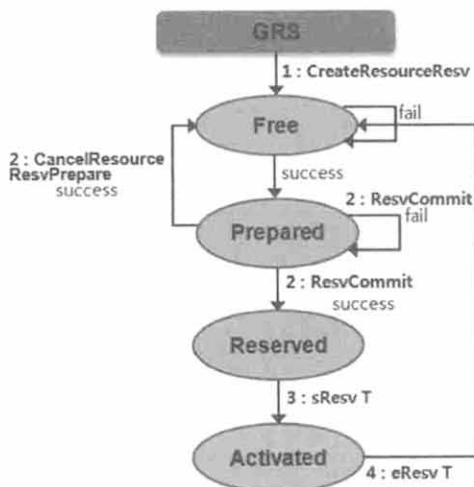 GRS
1 : CreateResourceResv
fail
Free
2 : CancelResource
ResvPrepare
success
success
2 : ResvCommit
fail
Prepared
2 : ResvCommit
success
Reserved
3 : sResv T
Activated
4 : eResv T